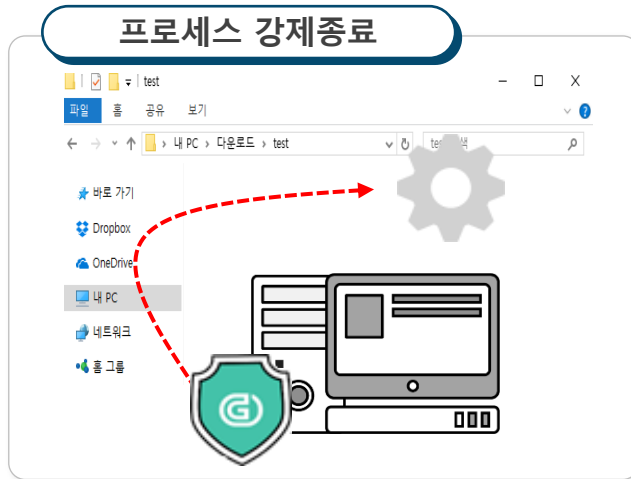 프로세스 강제종료
test
파일 홈 공유 보기
내 PC > 다운로드 > test
바로 가기
Dropbox
OneDrive
내 PC
네트워크
홈 그룹